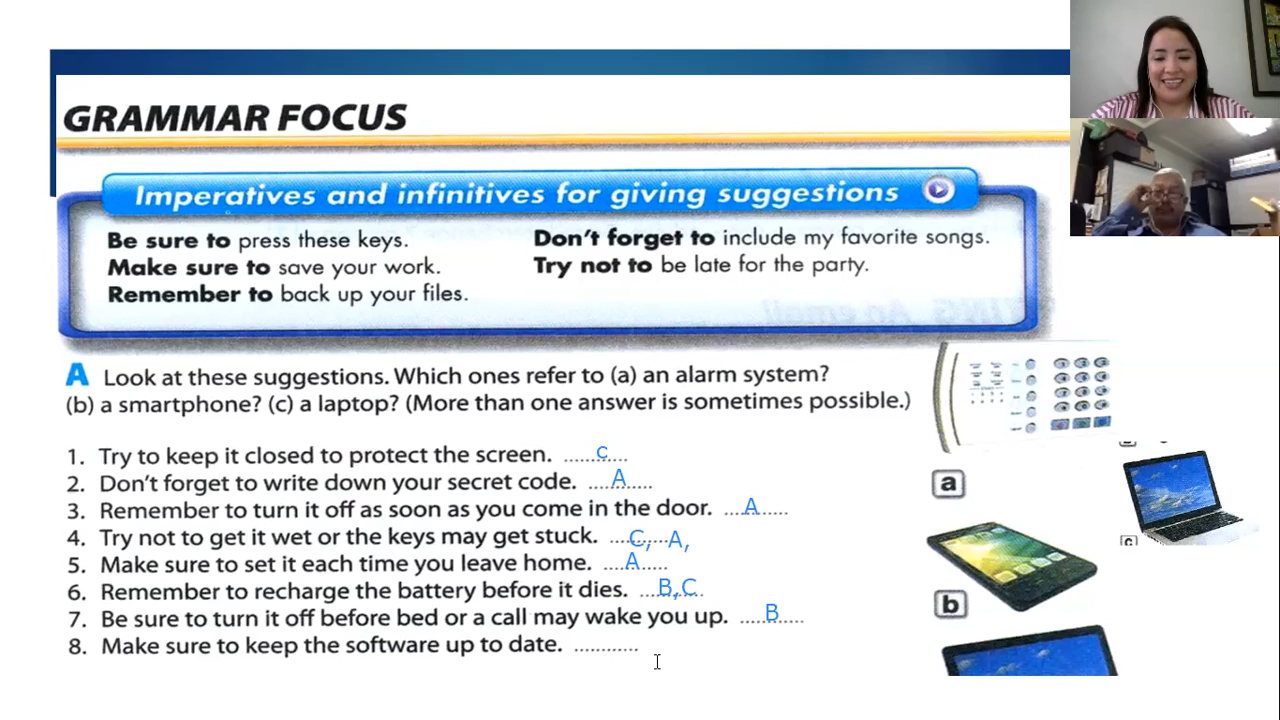 GRAMMAR FOCUS
Imperatives and infinitives for giving suggestions
Be sure to press these keys.
Make sure to save your work.
Remember to back up your files.
Don't forget to include my favorite songs.
Try not to be late for the party.
A Look at these suggestions. Which ones refer to (a) an alarm system?
(b) a smartphone? (c) a laptop? (More than one answer is sometimes possible.)
1. Try to keep it closed to protect the screen. ......c....
2. Don't forget to write down your secret code. ....A.....
3. Remember to turn it off as soon as you come in the door. ....A.....
4. Try not to get it wet or the keys may get stuck. ....C,...A,
5. Make sure to set it each time you leave home. ....A.....
6. Remember to recharge the battery before it dies. ...B,C..
7. Be sure to turn it off before bed or a call may wake you up. .....B.....
8. Make sure to keep the software up to date. ............
a
c
b